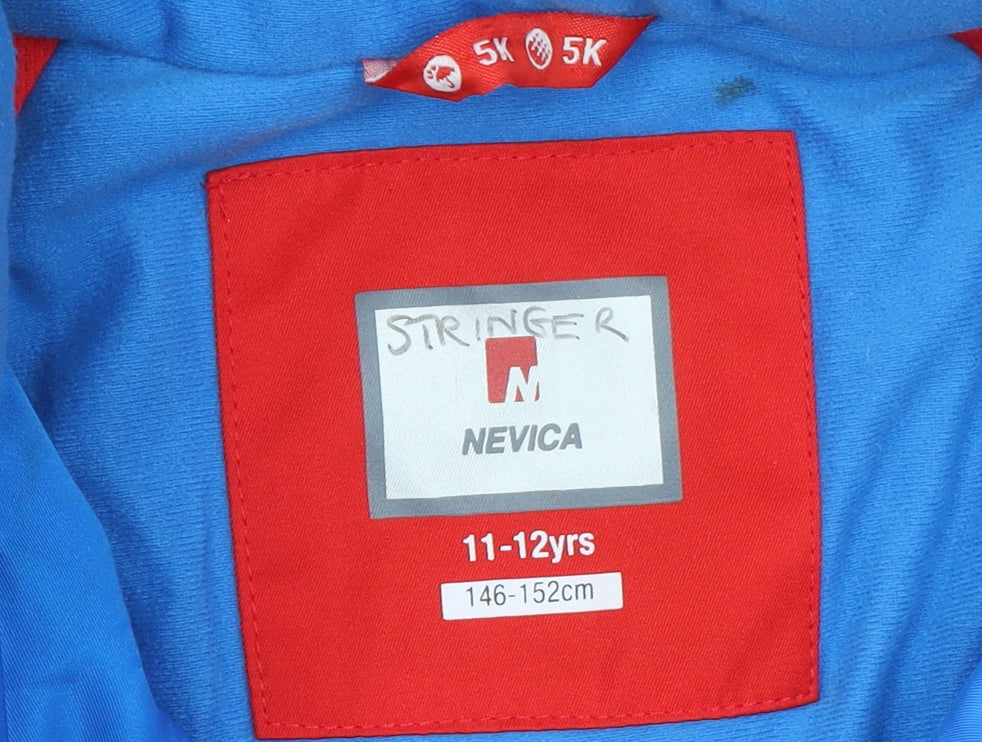 5K 5K
STRINGER
N
NEVICA
11-12yrs
146-152cm